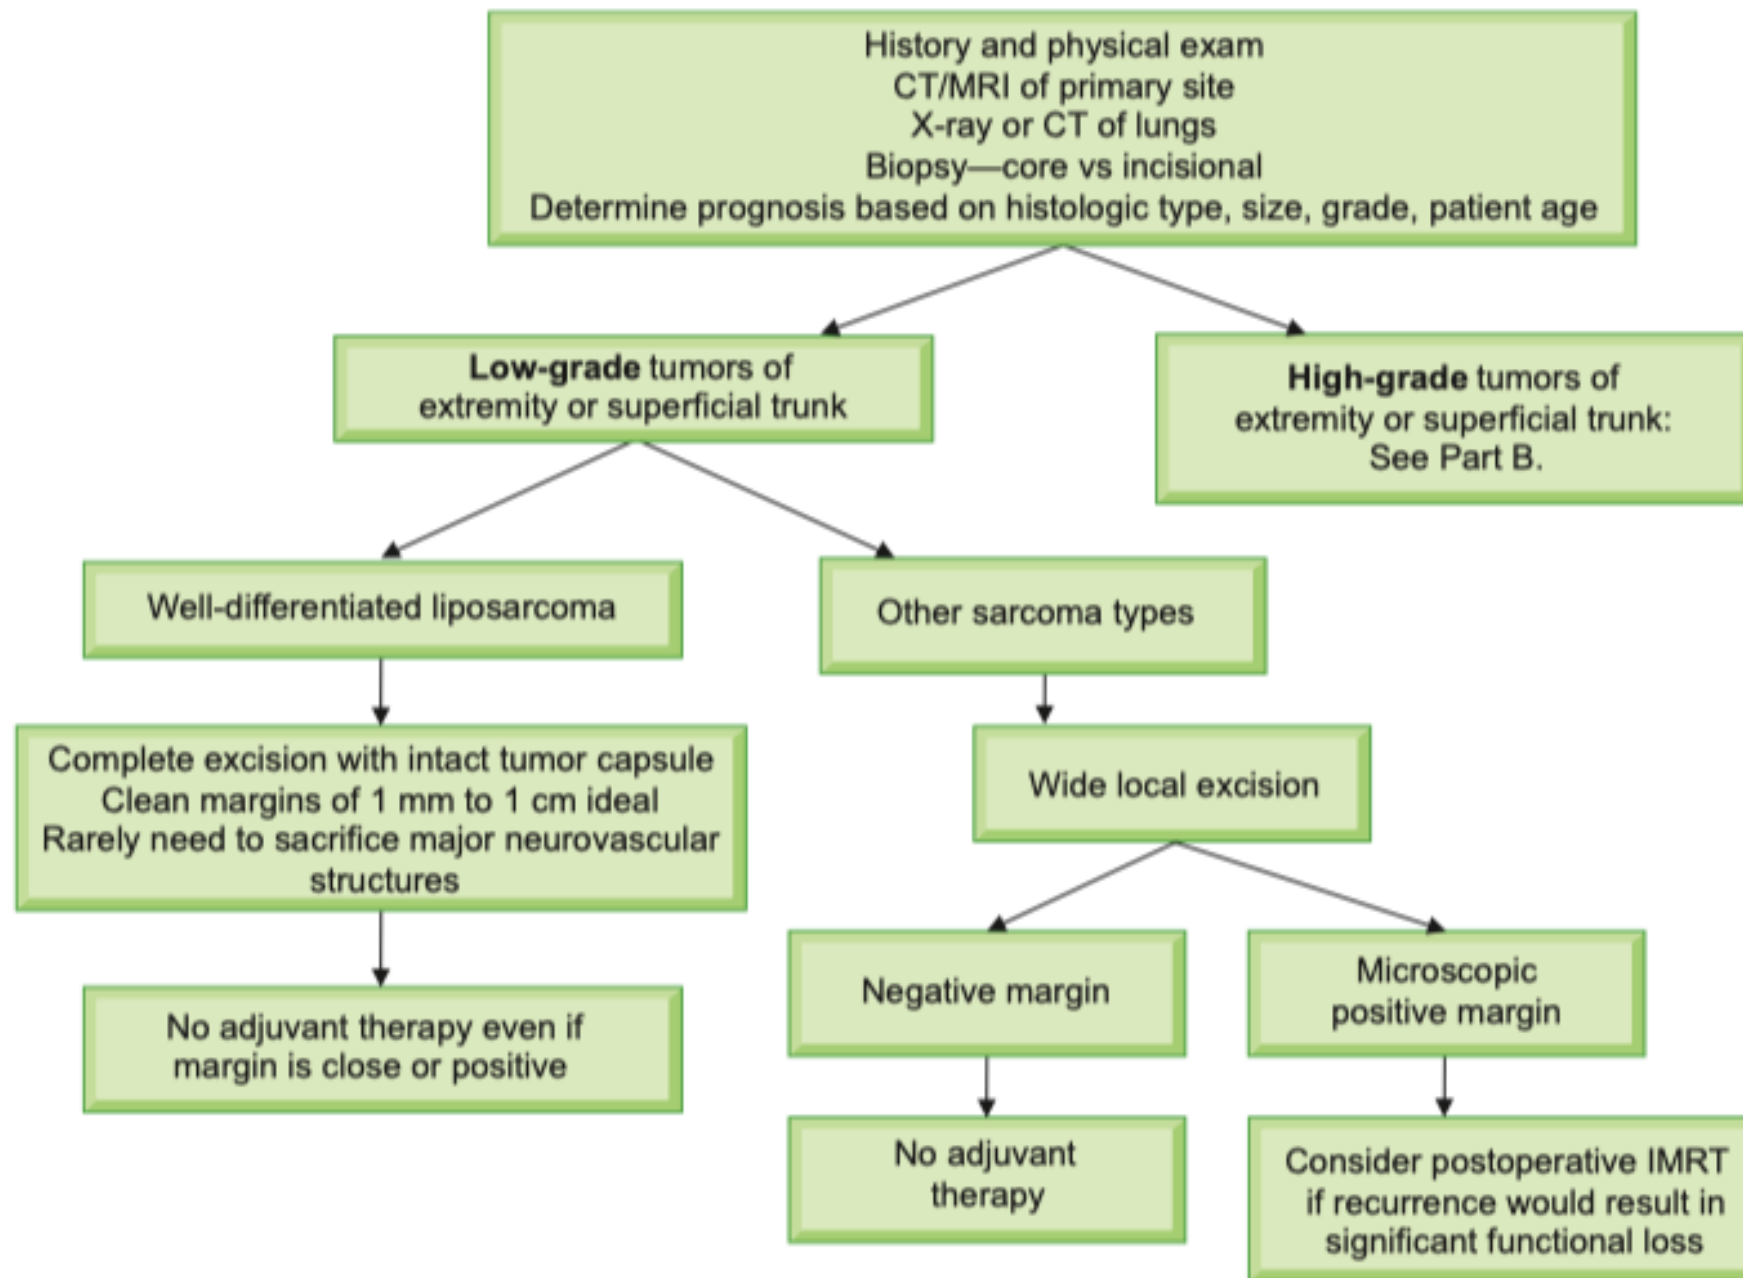 History and physical exam
CT/MRI of primary site
X-ray or CT of lungs
Biopsy—core vs incisional
Determine prognosis based on histologic type, size, grade, patient age
Low-grade tumors of
extremity or superficial trunk
High-grade tumors of
extremity or superficial trunk:
See Part B.
Well-differentiated liposarcoma
Other sarcoma types
Complete excision with intact tumor capsule
Clean margins of 1 mm to 1 cm ideal
Rarely need to sacrifice major neurovascular
structures
Wide local excision
No adjuvant therapy even if
margin is close or positive
Negative margin
Microscopic
positive margin
No adjuvant
therapy
Consider postoperative IMRT
if recurrence would result in
significant functional loss